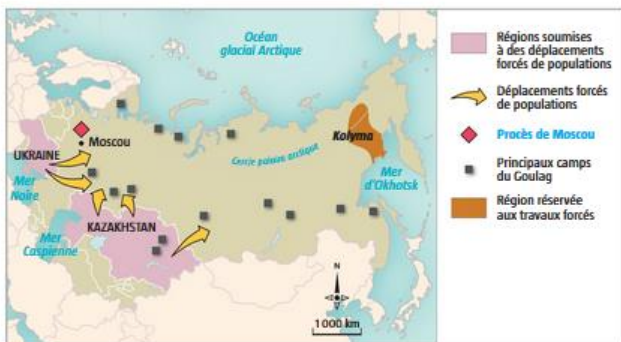 Océan
glacial Arctique
Kolyma
Moscou
Cercle polaire arctique
UKRAINE
Mer
d'Okhotsk
Mer
Noire
KAZAKHSTAN
Mer
Caspienne
N
1 000 km
Régions soumises
à des déplacements
forcés de populations
Déplacements forcés
de populations
Procès de Moscou
Principaux camps
du Goulag
Région réservée
aux travaux forcés